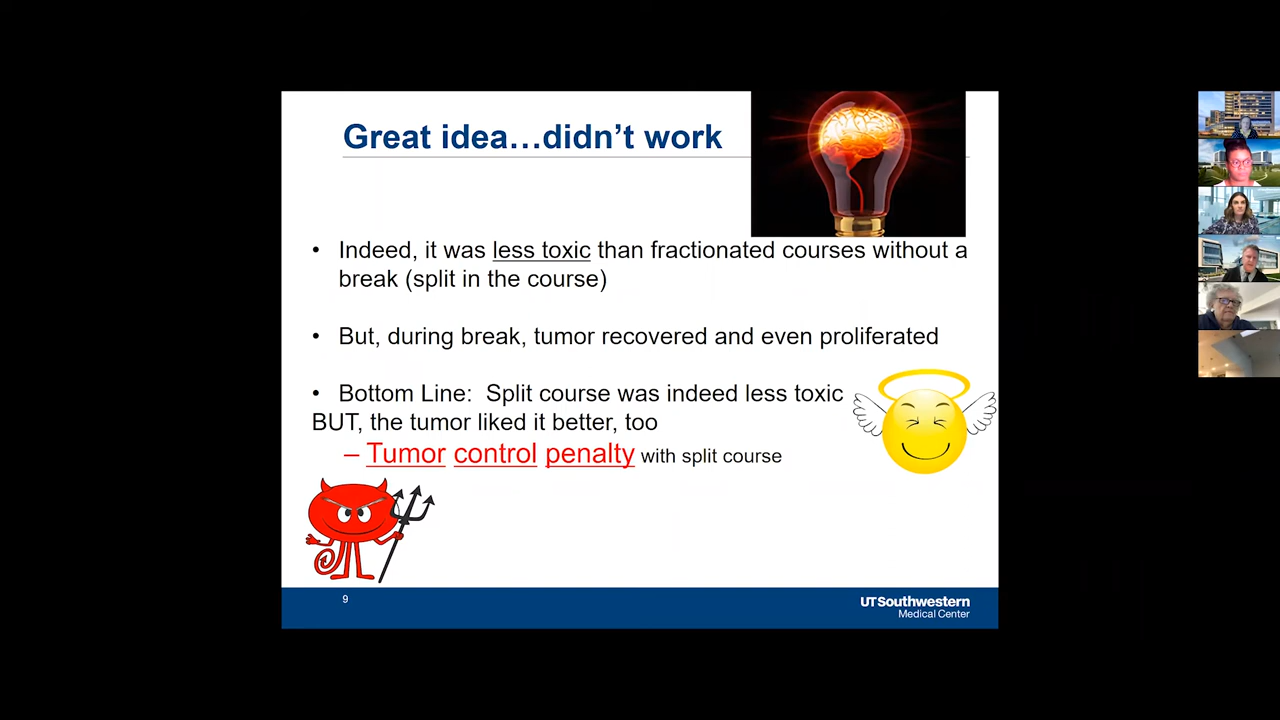 Great idea…didn’t work
• Indeed, it was less toxic than fractionated courses without a
break (split in the course)
• But, during break, tumor recovered and even proliferated
• Bottom Line:  Split course was indeed less toxic
BUT, the tumor liked it better, too
– Tumor control penalty with split course
9
UTSouthwestern
Medical Center